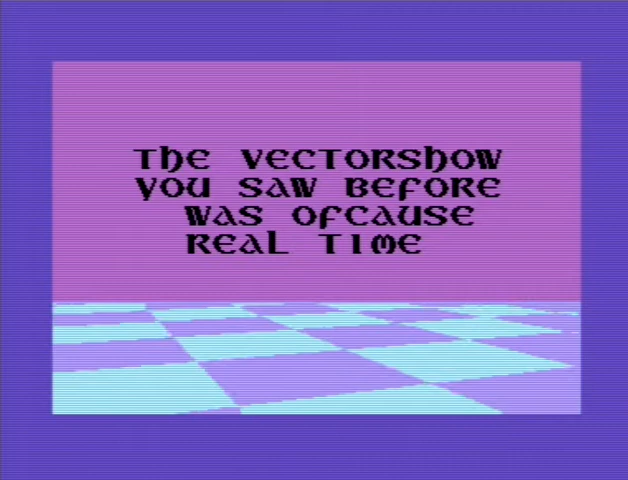 THE VECTORSHOW
YOU SAW BEFORE
WAS OFCAUSE
REAL TIME